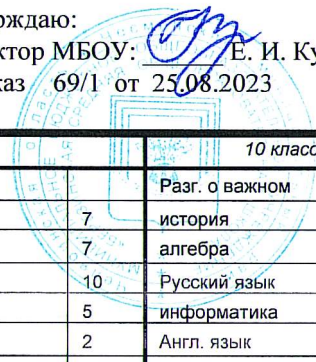 рждаю:
ктор МБОУ: Е. И. Ку
каз 69/1 от 25.08.2023
10 класс
Разг. о важном
7 история
7 алгебра
10 Русский язык
5 информатика
2 Англ. язык